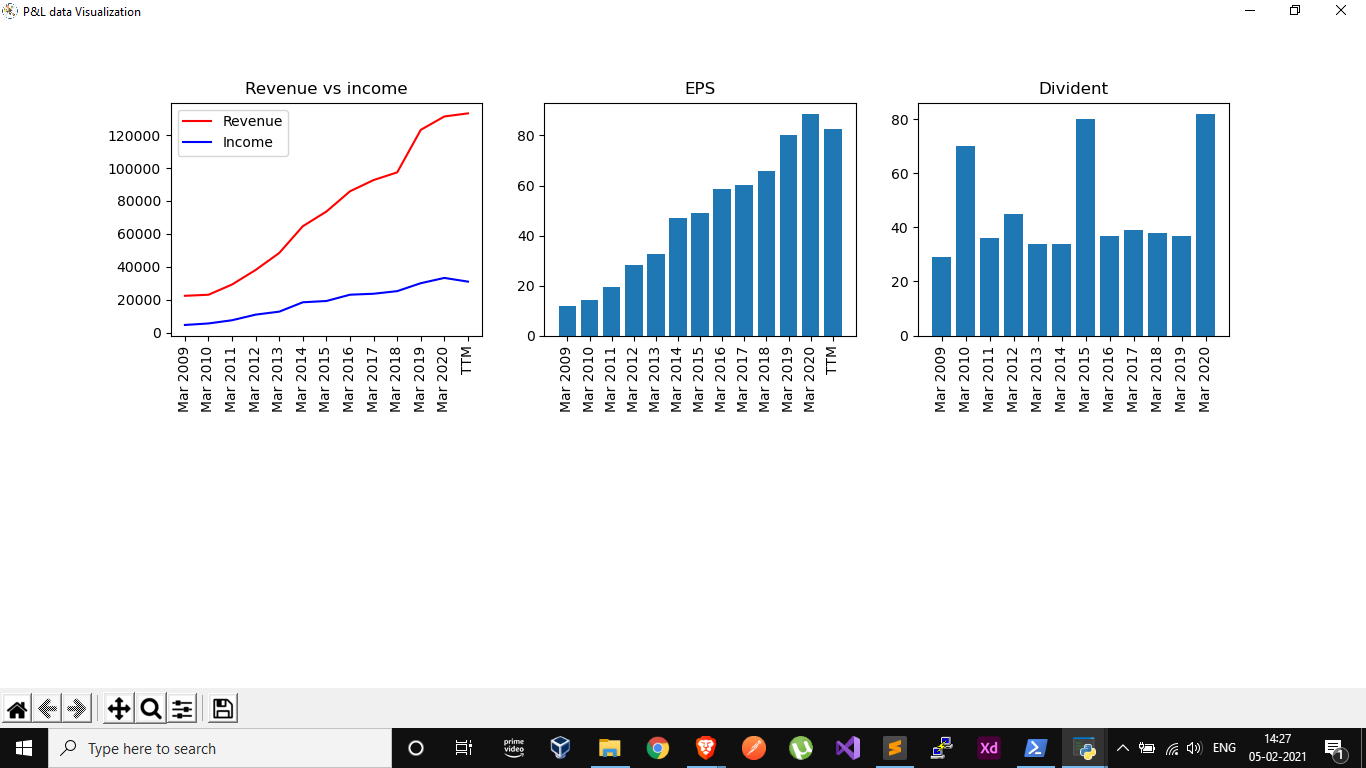 P&L data Visualization
Revenue vs income
Revenue
Income
120000
100000
80000
60000
40000
20000
0
Mar 2009
Mar 2010
Mar 2011
Mar 2012
Mar 2013
Mar 2014
Mar 2015
Mar 2016
Mar 2017
Mar 2018
Mar 2019
Mar 2020
TTM
EPS
80
60
40
20
0
Mar 2009
Mar 2010
Mar 2011
Mar 2012
Mar 2013
Mar 2014
Mar 2015
Mar 2016
Mar 2017
Mar 2018
Mar 2019
Mar 2020
TTM
Divident
80
60
40
20
0
Mar 2009
Mar 2010
Mar 2011
Mar 2012
Mar 2013
Mar 2014
Mar 2015
Mar 2016
Mar 2017
Mar 2018
Mar 2019
Mar 2020
Type here to search
prime
video
Xd
ENG
14:27
05-02-2021
1